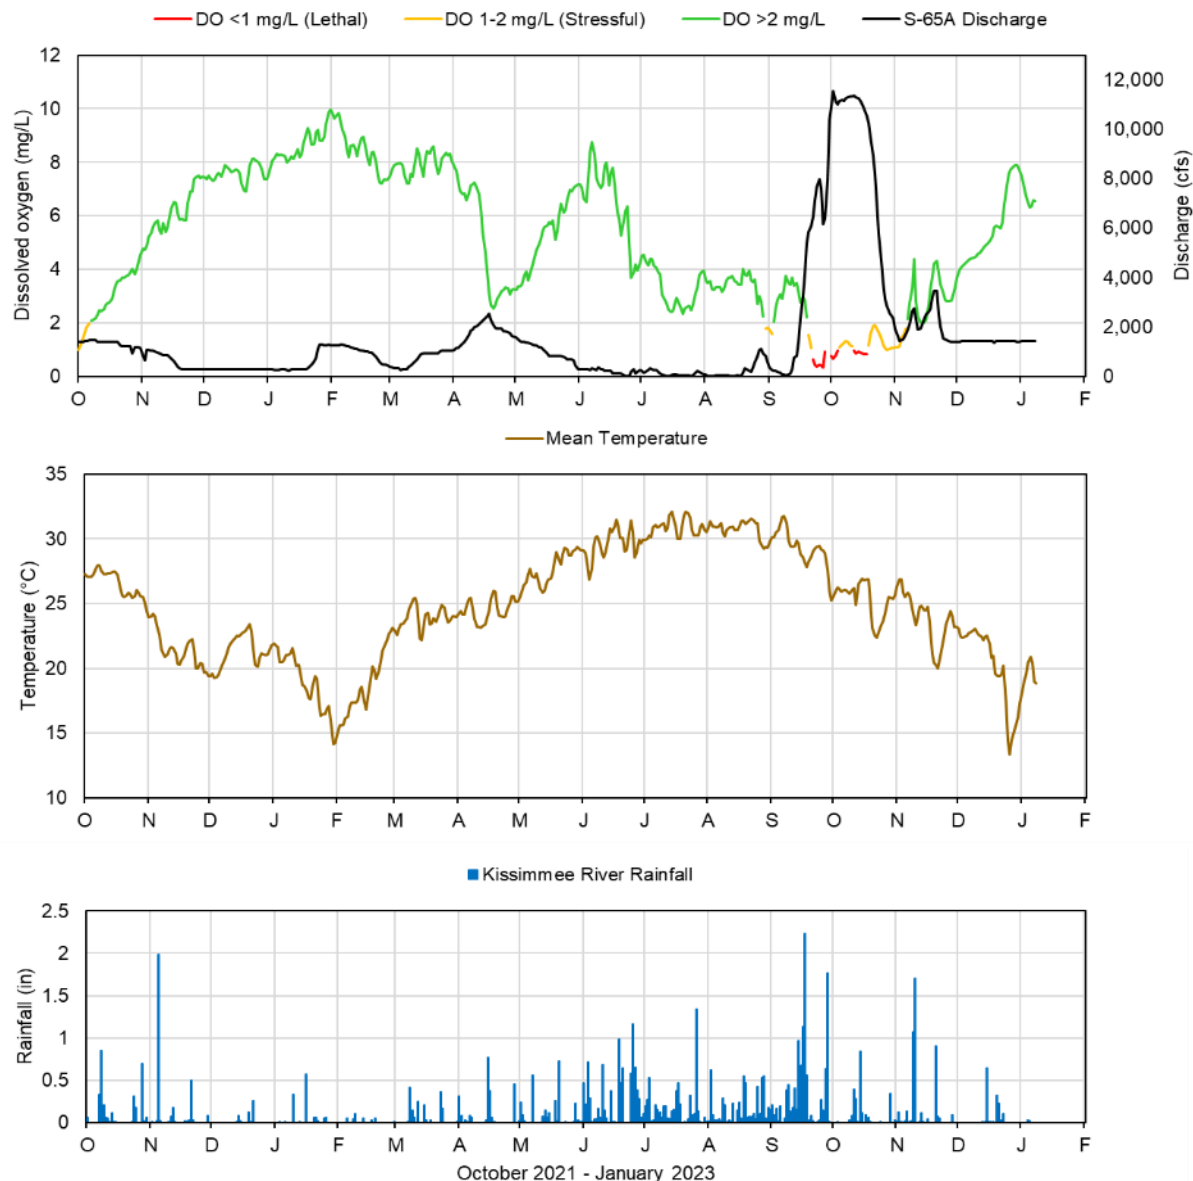 DO <1 mg/L (Lethal) DO 1-2 mg/L (Stressful) DO >2 mg/L S-65A Discharge
Dissolved oxygen (mg/L)
12
10
8
6
4
2
0
12,000
10,000
8,000
6,000
4,000
2,000
0
Discharge (cfs)
O N D J F M A M J J A S O N D J F
Mean Temperature
Temperature (°C)
35
30
25
20
15
10
O N D J F M A M J J A S O N D J F
Kissimmee River Rainfall
Rainfall (in)
2.5
2
1.5
1
0.5
0
O N D J F M A M J J A S O N D J F
October 2021 - January 2023